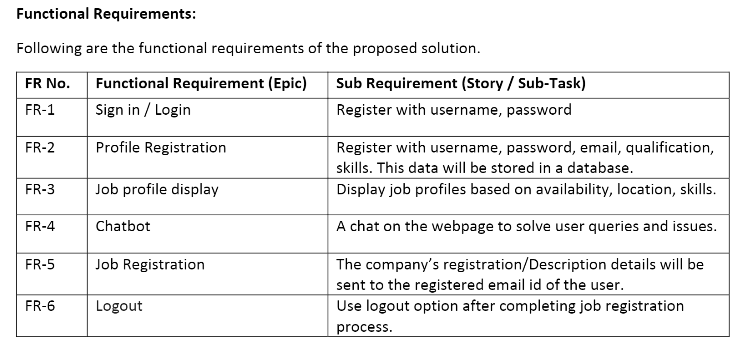 Functional Requirements:
Following are the functional requirements of the proposed solution.
FR No. Functional Requirement (Epic) Sub Requirement (Story / Sub-Task)
FR-1 Sign in / Login Register with username, password
FR-2 Profile Registration Register with username, password, email, qualification,
skills. This data will be stored in a database.
FR-3 Job profile display Display job profiles based on availability, location, skills.
FR-4 Chatbot A chat on the webpage to solve user queries and issues.
FR-5 Job Registration The company’s registration/Description details will be
sent to the registered email id of the user.
FR-6 Logout Use logout option after completing job registration
process.